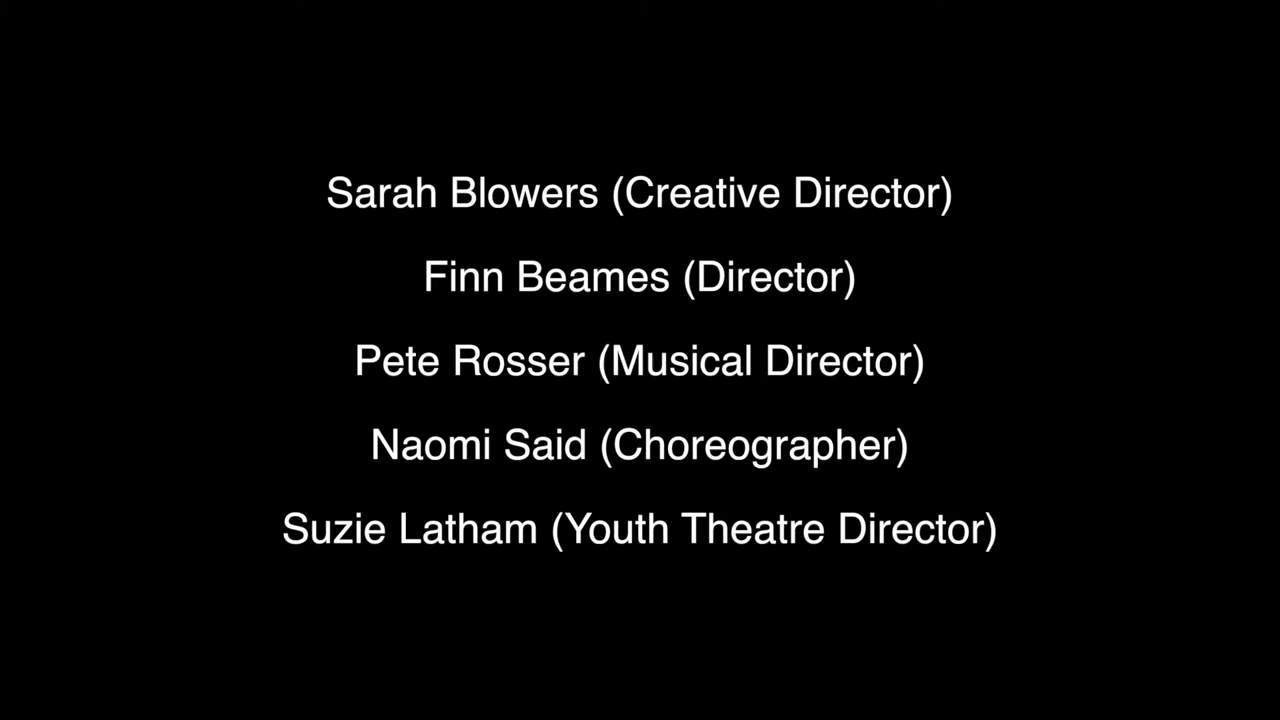 Sarah Blowers (Creative Director)
Finn Beames (Director)
Pete Rosser (Musical Director)
Naomi Said (Choreographer)
Suzie Latham (Youth Theatre Director)